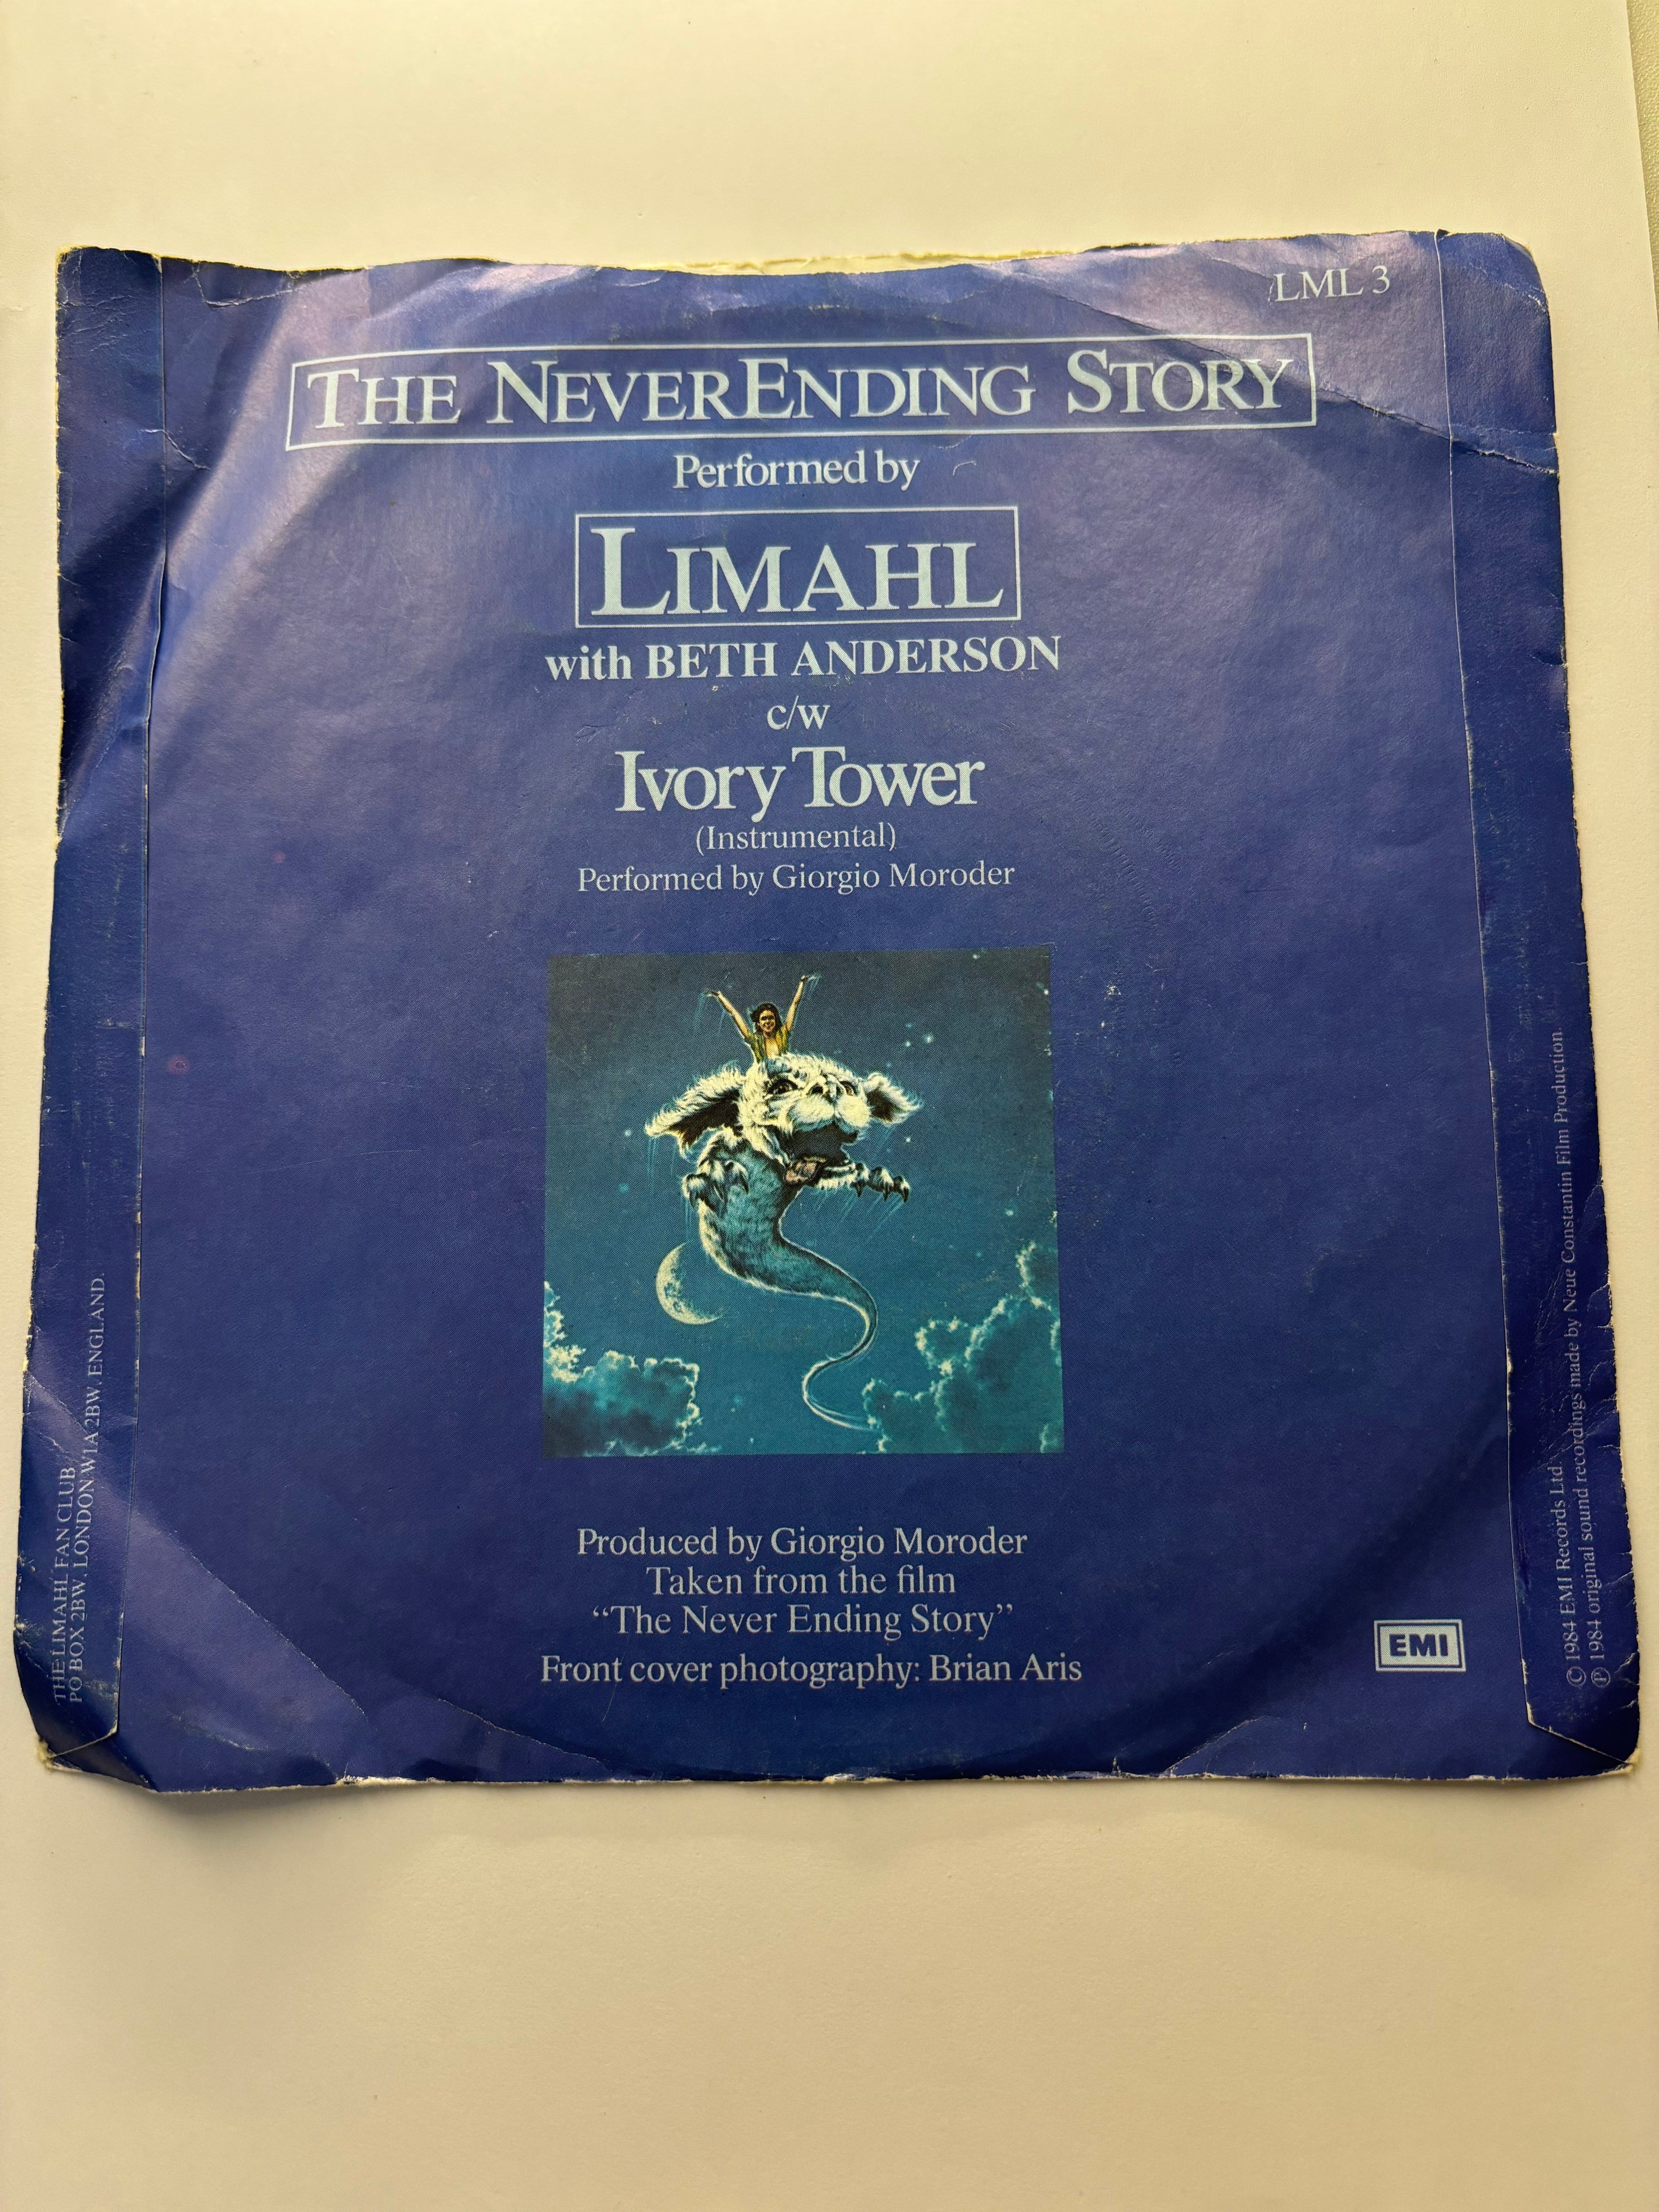 LML 3
THE NEVERENDING STORY
Performed by
LIMAHL
with BETH ANDERSON
c/w
Ivory Tower
(Instrumental)
Performed by Giorgio Moroder
Produced by Giorgio Moroder
Taken from the film
“The Never Ending Story”
Front cover photography: Brian Aris
EMI
THE LIMAHL FAN CLUB
PO BOX 2BW, LONDON W1A 2BW, ENGLAND.
© 1984 EMI Records Ltd.
℗ 1984 original sound recordings made by Neue Constantin Film Production.